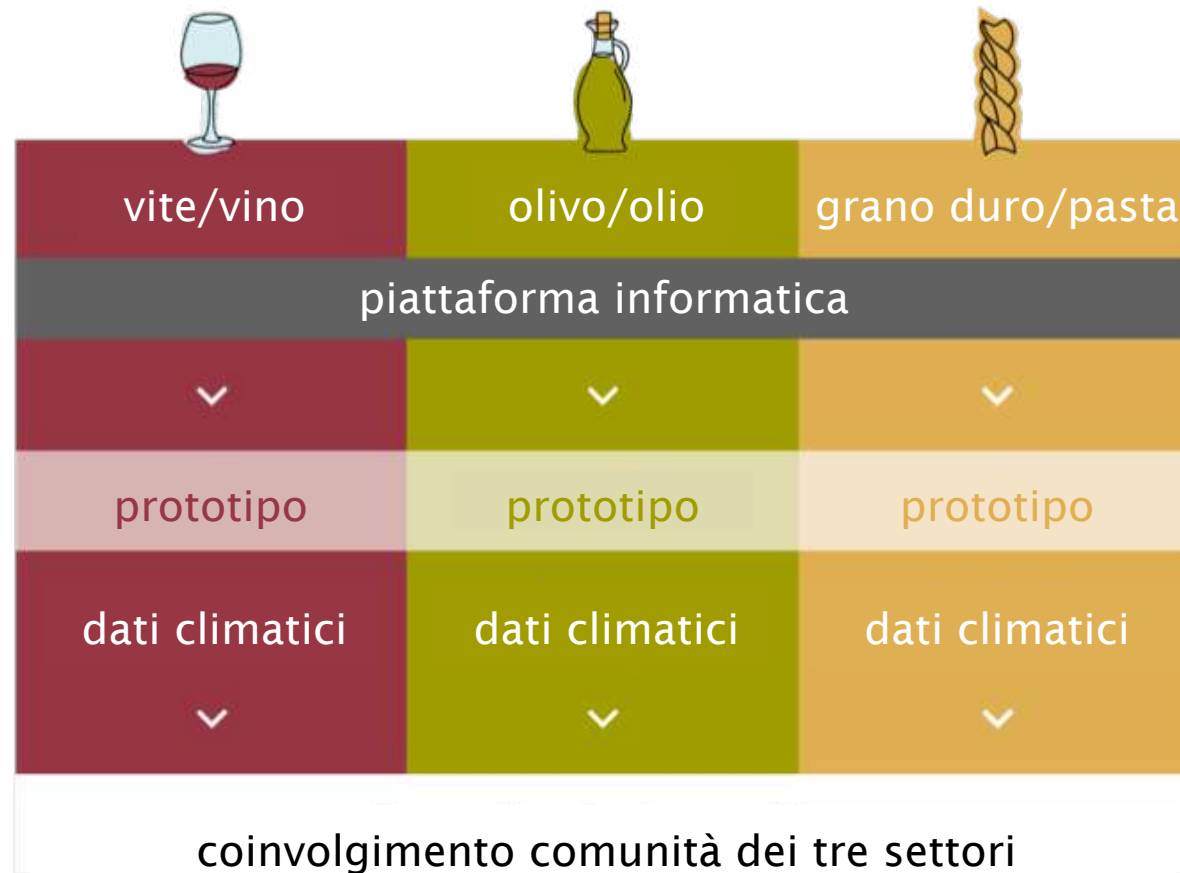 vite/vino olivo/olio grano duro/pasta
piattaforma informatica
prototipo prototipo prototipo
dati climatici dati climatici dati climatici
coinvolgimento comunità dei tre settori